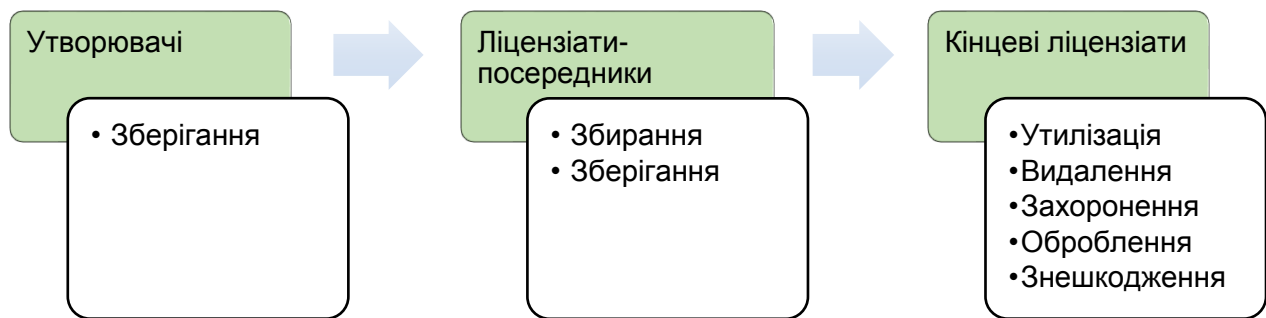 Утворювачі
• Зберігання
Ліцензіати-
посередники
• Збирання
• Зберігання
Кінцеві ліцензіати
•Утилізація
•Видалення
•Захоронення
•Оброблення
•Знешкодження